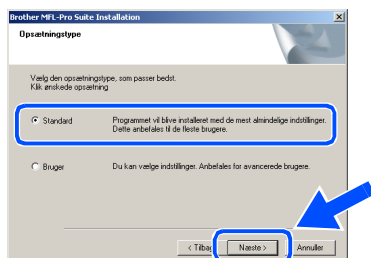 Brother MFL-Pro Suite Installation
Opsætningstype
Vælg den opsætningstype, som passer bedst.
Klik ønskede opsætning
Standard
Programmet vil blive installeret med de mest almindelige indstillinger.
Dette anbefales til de fleste brugere.
Bruger
Du kan vælge indstillinger. Anbefales for avancerede brugere.
< Tilbag
Næste >
Annuller